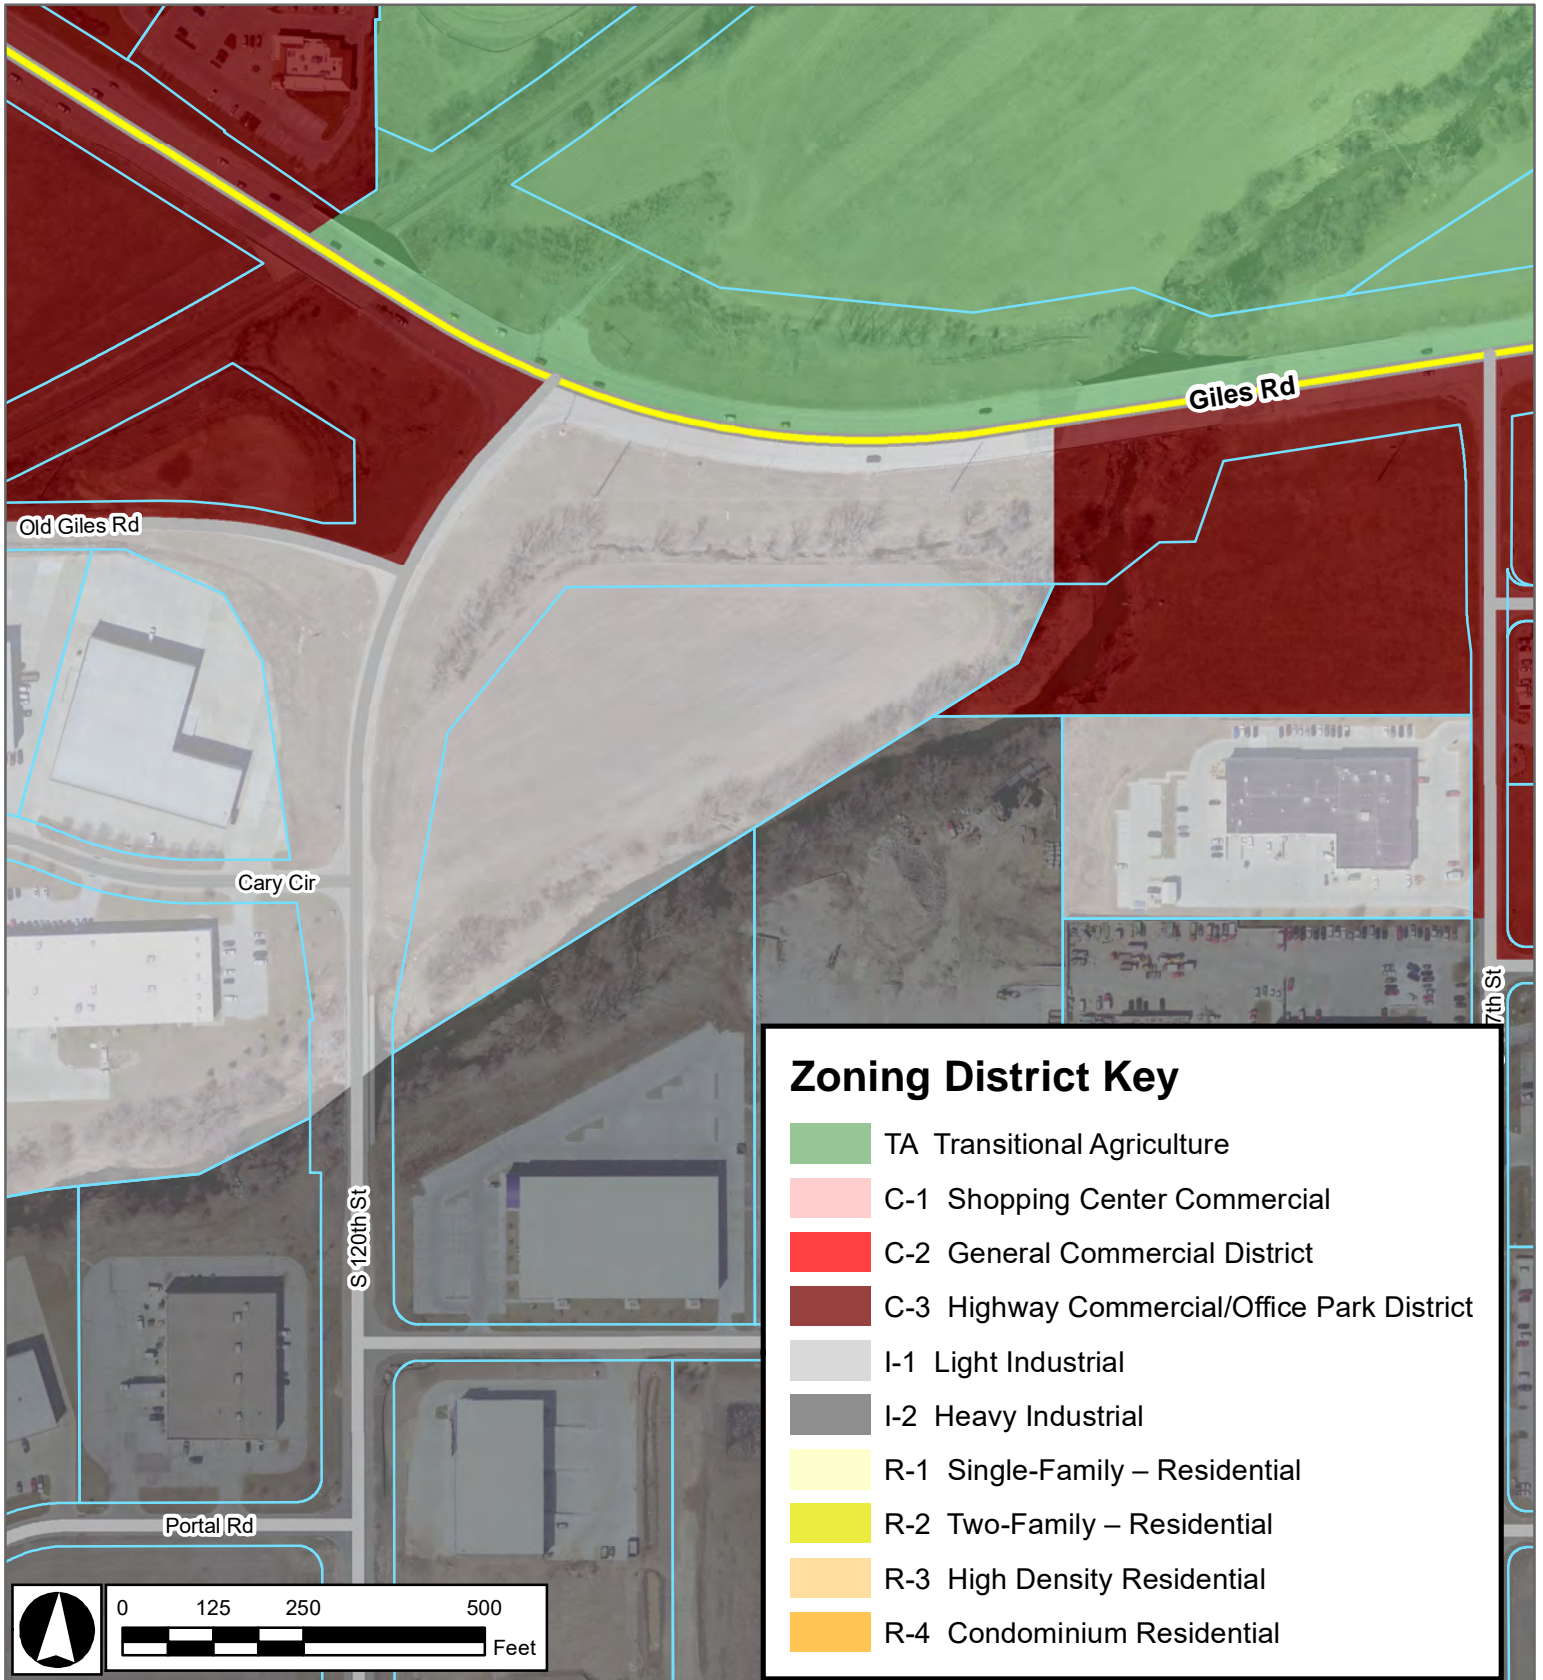 Giles Rd
Old Giles Rd
Cary Cir
7th St
S 120th St
Portal Rd
Zoning District Key
TA Transitional Agriculture
C-1 Shopping Center Commercial
C-2 General Commercial District
C-3 Highway Commercial/Office Park District
I-1 Light Industrial
I-2 Heavy Industrial
R-1 Single-Family – Residential
R-2 Two-Family – Residential
R-3 High Density Residential
R-4 Condominium Residential
0 125 250 500
Feet